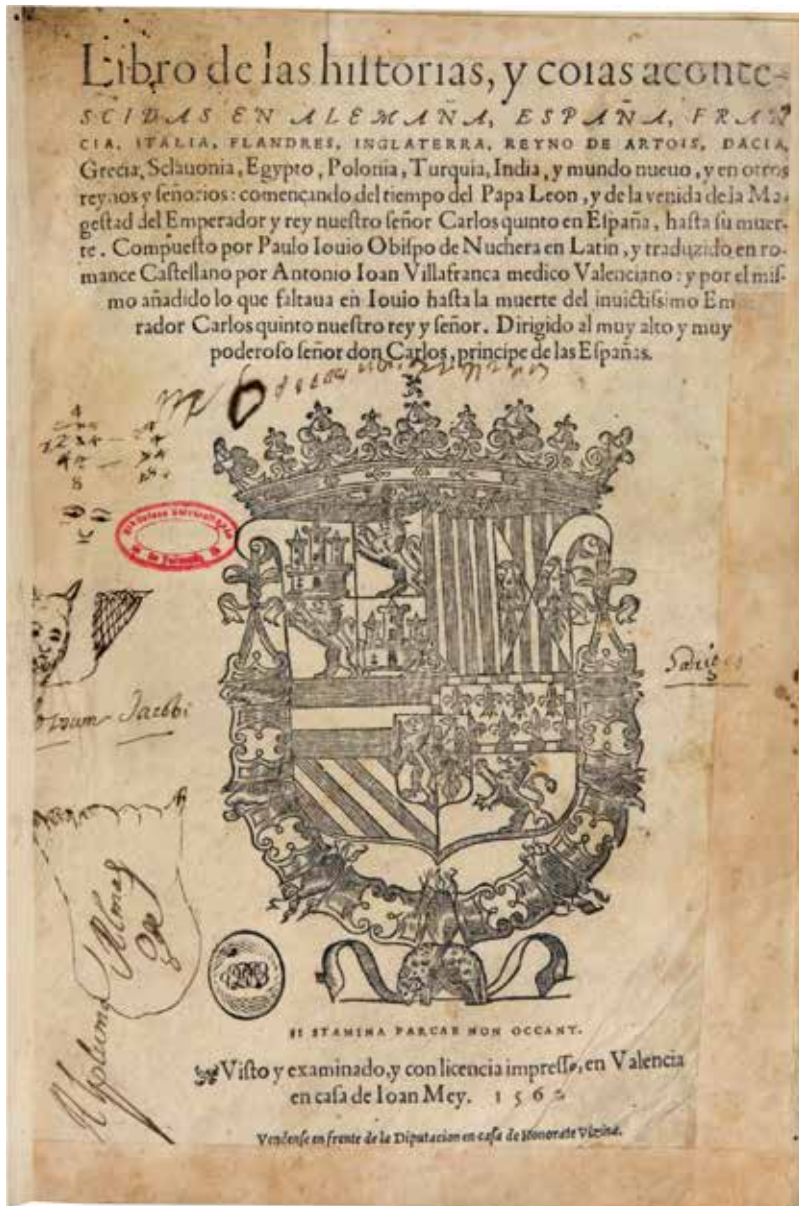 Libro de las hiſtorias, y coſas aconte-
SCIDAS EN ALEMAÑA, ESPAÑA, FRAN
CIA, ITALIA, FLANDRES, INGLATERRA, REYNO DE ARTOIS, DACIA,
Grecia, Sclauonia, Egypto, Polonia, Turquia, India, y mundo nueuo, y en otros
reynos y ſeñorios: començando del tiempo del Papa Leon, y de la venida de la Ma-
geſtad del Emperador y rey nueſtro ſeñor Carlos quinto en Eſpaña, haſta ſu muer-
te. Compueſto por Paulo Iouio Obiſpo de Nuchera en Latin, y traduzido en ro-
mance Caſtellano por Antonio Ioan Villafranca medico Valenciano: y por el miſ-
mo añadido lo que faltaua en Iouio haſta la muerte del inuictiſsimo Em
rador Carlos quinto nueſtro rey y ſeñor. Dirigido al muy alto y muy
poderoſo ſeñor don Carlos, principe de las Eſpañas.
Biblioteca Universitaria
de
Jacobi
SI STAMINA PARCAE NON OCCANT.
Viſto y examinado, y con licencia impreſſo, en Valencia
en caſa de Ioan Mey. 156
Vendenſe en frente de la Diputacion en caſa de Honorate